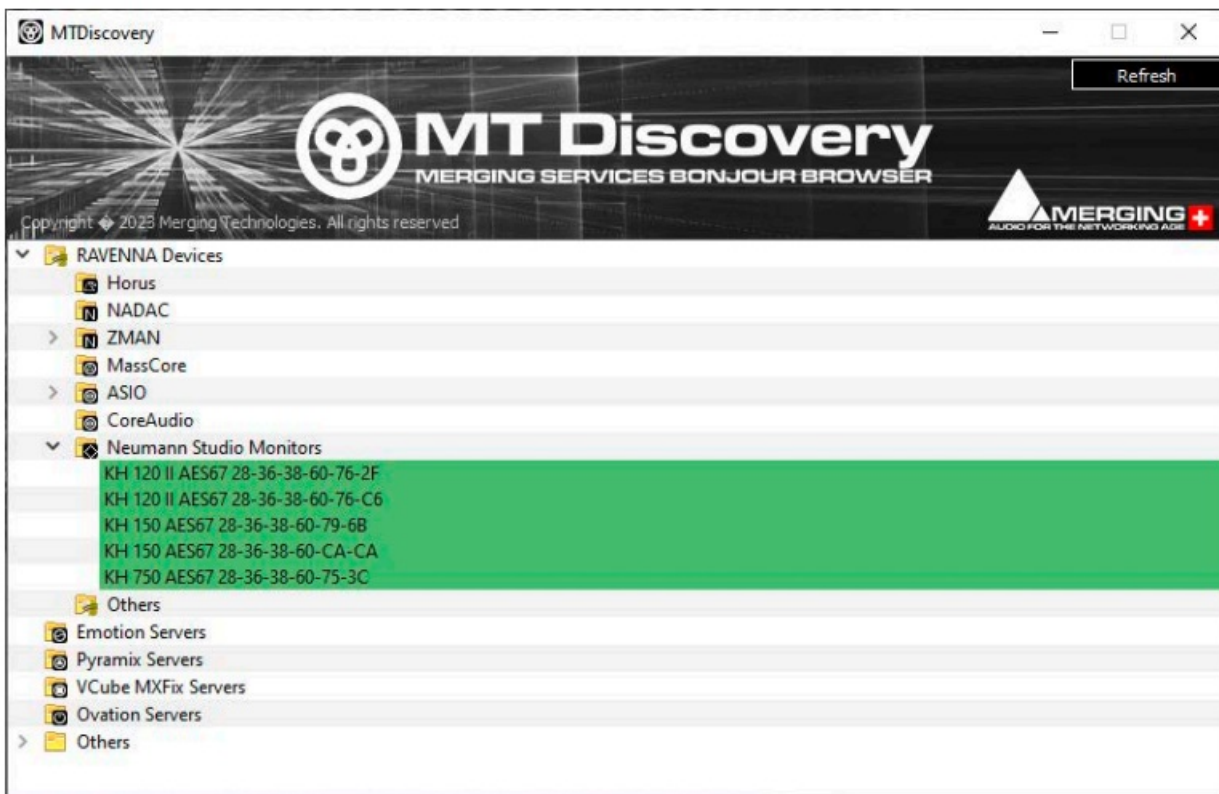 MTDiscovery
Refresh
MT Discovery
MERGING SERVICES BONJOUR BROWSER
Copyright � 2023 Merging Technologies. All rights reserved
MERGING
AUDIO FOR THE NETWORKING AGE
RAVENNA Devices
Horus
NADAC
ZMAN
MassCore
ASIO
CoreAudio
Neumann Studio Monitors
KH 120 II AES67 28-36-38-60-76-2F
KH 120 II AES67 28-36-38-60-76-C6
KH 150 AES67 28-36-38-60-79-6B
KH 150 AES67 28-36-38-60-CA-CA
KH 750 AES67 28-36-38-60-75-3C
Others
Emotion Servers
Pyramix Servers
VCube MXFix Servers
Ovation Servers
Others